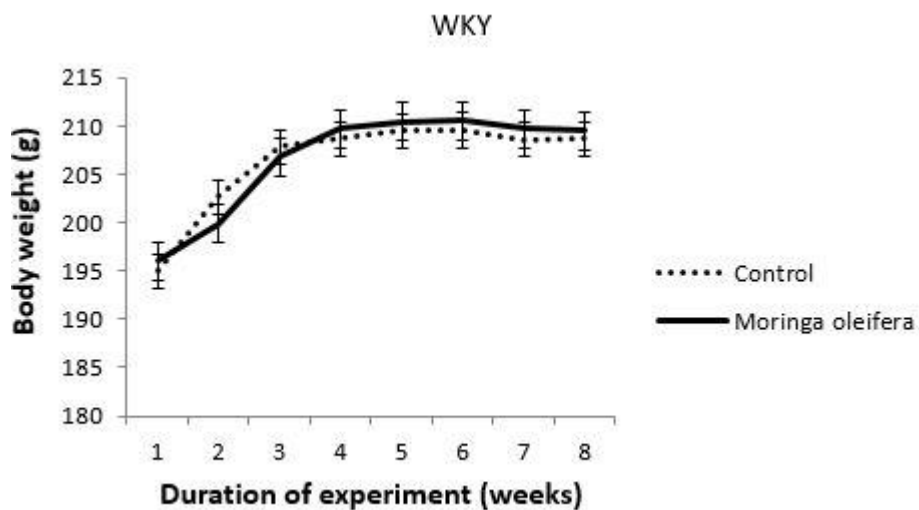 WKY
Body weight (g)
215
210
205
200
195
190
185
180
1 2 3 4 5 6 7 8
Duration of experiment (weeks)
Control
Moringa oleifera